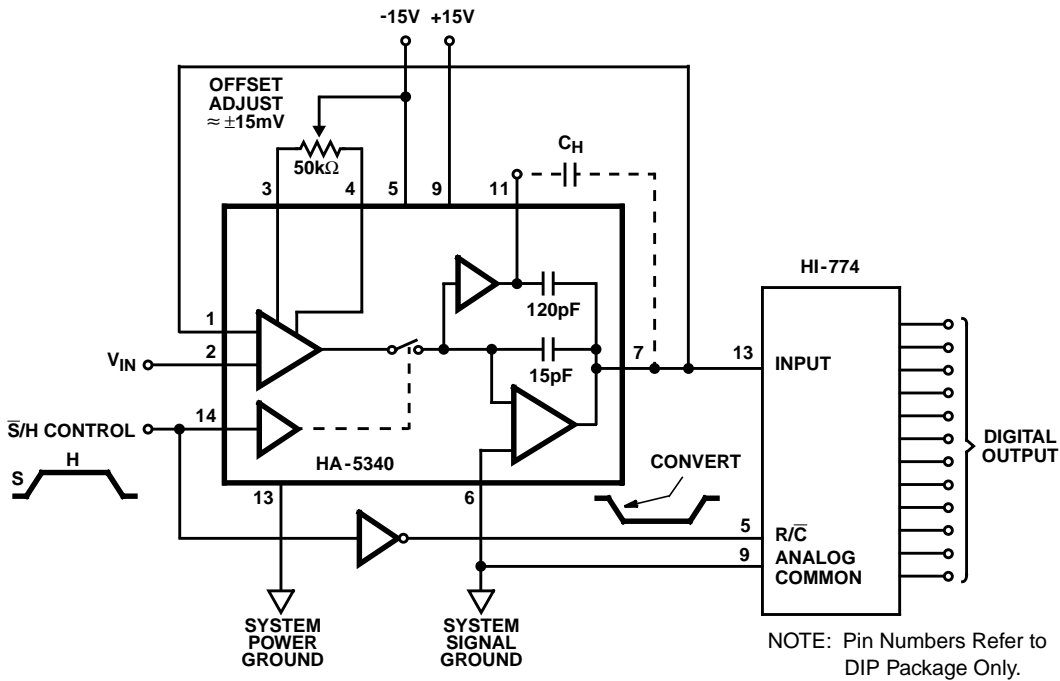 -15V +15V
OFFSET
ADJUST
≈ ±15mV
50kΩ
C_H
3 4 5 9 11
HI-774
120pF
1
2
V_IN
7
13
INPUT
15pF
14
S̅/H CONTROL
DIGITAL
OUTPUT
H
S
HA-5340
CONVERT
13
6
5
R/C̅
9
ANALOG
COMMON
SYSTEM
POWER
GROUND
SYSTEM
SIGNAL
GROUND
NOTE: Pin Numbers Refer to
DIP Package Only.